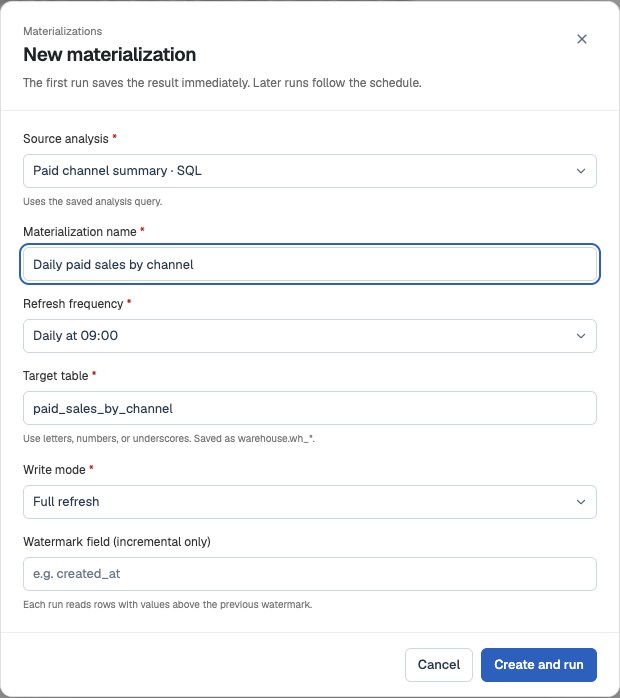 Materializations
New materialization
The first run saves the result immediately. Later runs follow the schedule.
Source analysis *
Paid channel summary · SQL
Uses the saved analysis query.
Materialization name *
Daily paid sales by channel
Refresh frequency *
Daily at 09:00
Target table *
paid_sales_by_channel
Use letters, numbers, or underscores. Saved as warehouse.wh_*.
Write mode *
Full refresh
Watermark field (incremental only)
e.g. created_at
Each run reads rows with values above the previous watermark.
Cancel
Create and run